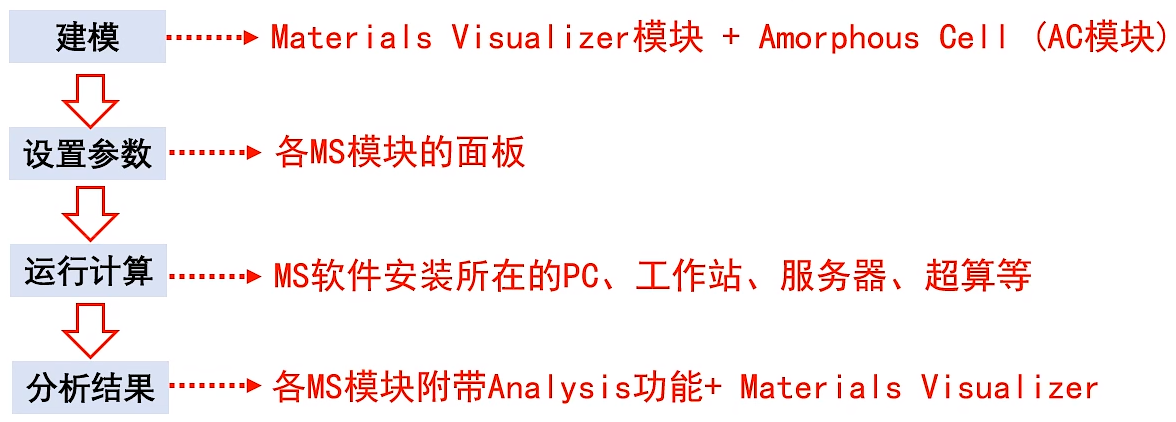 建模 Materials Visualizer模块 + Amorphous Cell (AC模块)
设置参数 各MS模块的面板
运行计算 MS软件安装所在的PC、工作站、服务器、超算等
分析结果 各MS模块附带Analysis功能+ Materials Visualizer